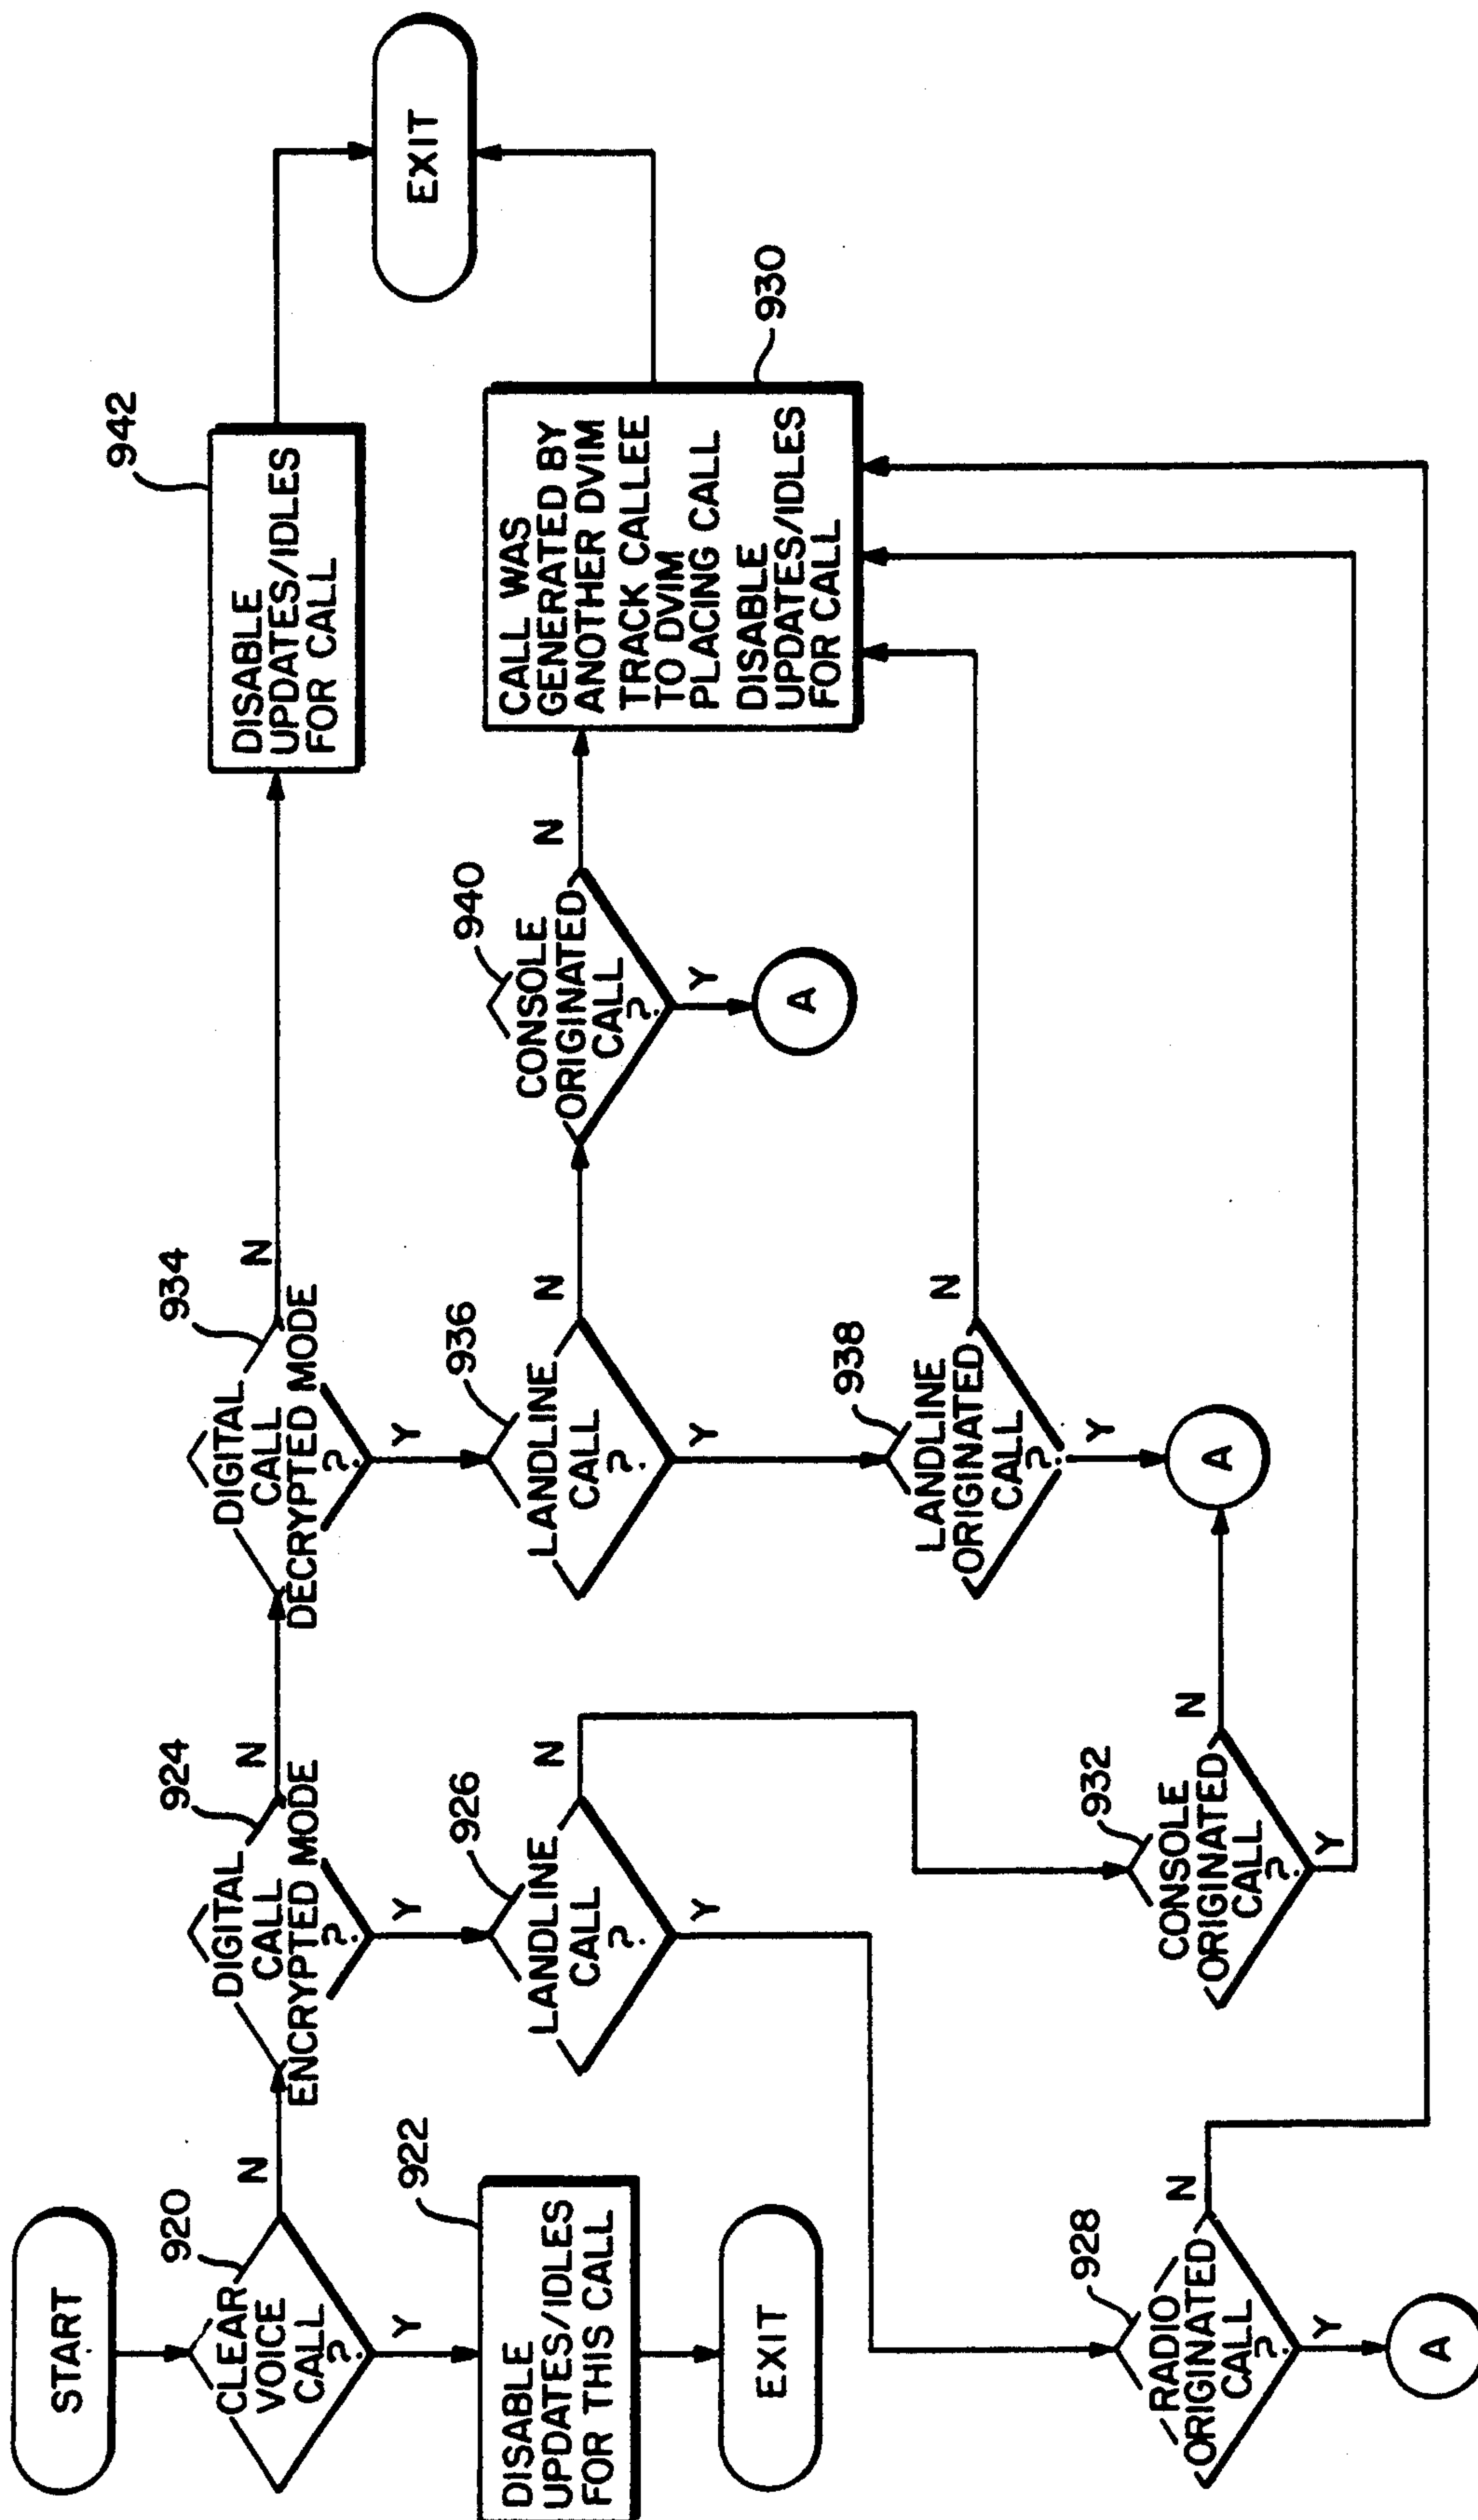 START
920
CLEAR
VOICE
CALL
?
N
Y
922
DISABLE
UPDATES/IDLES
FOR THIS CALL
EXIT
924
DIGITAL
CALL
ENCRYPTED MODE
?
N
Y
926
LANDLINE
CALL
?
N
Y
928
RADIO
ORIGINATED
CALL
?
N
Y
A
932
CONSOLE
ORIGINATED
CALL
?
N
Y
934
DIGITAL
CALL
DECRYPTED MODE
?
N
Y
936
LANDLINE
CALL
?
N
Y
938
LANDLINE
ORIGINATED
CALL
?
N
Y
A
940
CONSOLE
ORIGINATED
CALL
?
N
Y
A
942
DISABLE
UPDATES/IDLES
FOR CALL
CALL WAS
GENERATED BY
ANOTHER DVIM
TRACK CALLEE
TO DVIM
PLACING CALL
DISABLE
UPDATES/IDLES
FOR CALL
930
EXIT